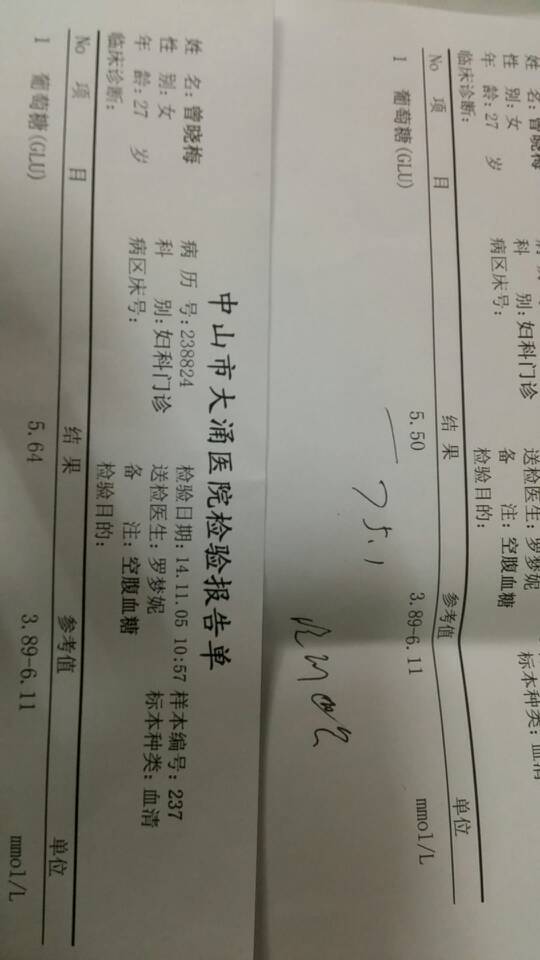 姓 名:曾晓梅
性 别:女 科 别:妇科门诊 送检医生:罗梦妮
年 龄:27 岁 病区床号: 备 注:空腹血糖
临床诊断: 检验目的:
No 项 目 结 果 参考值 单位
1 葡萄糖(GLU) 5.50 3.89-6.11 mmol/L
中山市大涌医院检验报告单
姓 名:曾晓梅 病 历 号:238824 检验日期:14.11.05 10:57 样本编号:237
性 别:女 科 别:妇科门诊 送检医生:罗梦妮 标本种类:血清
年 龄:27 岁 病区床号: 备 注:空腹血糖
临床诊断: 检验目的:
No 项 目 结 果 参考值 单位
1 葡萄糖(GLU) 5.64 3.89-6.11 mmol/L